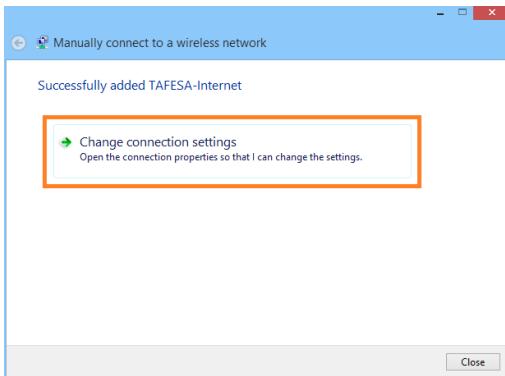 Manually connect to a wireless network
Successfully added TAFESA-Internet
Change connection settings
Open the connection properties so that I can change the settings.
Close